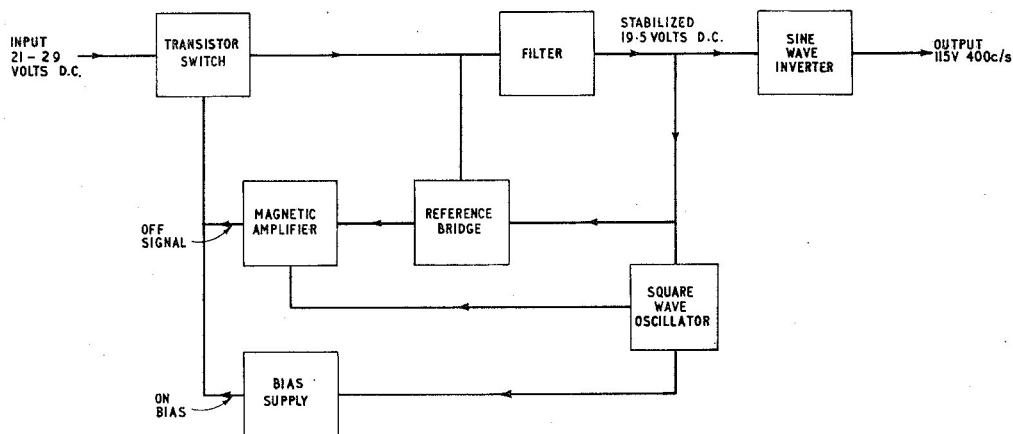 INPUT
21-29
VOLTS D.C.
TRANSISTOR
SWITCH
FILTER
STABILIZED
19·5 VOLTS D.C.
SINE
WAVE
INVERTER
OUTPUT
115V 400c/s
OFF
SIGNAL
MAGNETIC
AMPLIFIER
REFERENCE
BRIDGE
SQUARE
WAVE
OSCILLATOR
ON
BIAS
BIAS
SUPPLY